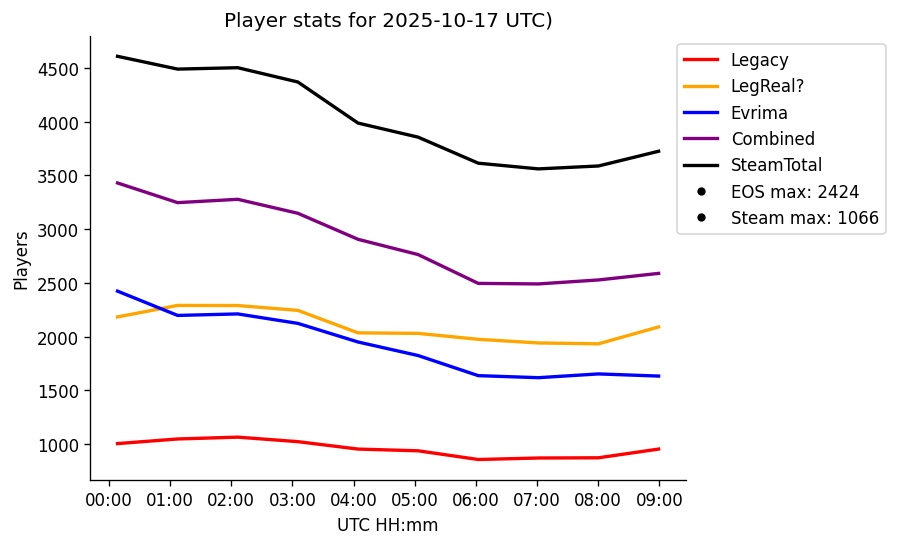 Player stats for 2025-10-17 UTC)
Legacy
LegReal?
Evrima
Combined
SteamTotal
EOS max: 2424
Steam max: 1066
Players
4500
4000
3500
3000
2500
2000
1500
1000
00:00 01:00 02:00 03:00 04:00 05:00 06:00 07:00 08:00 09:00
UTC HH:mm